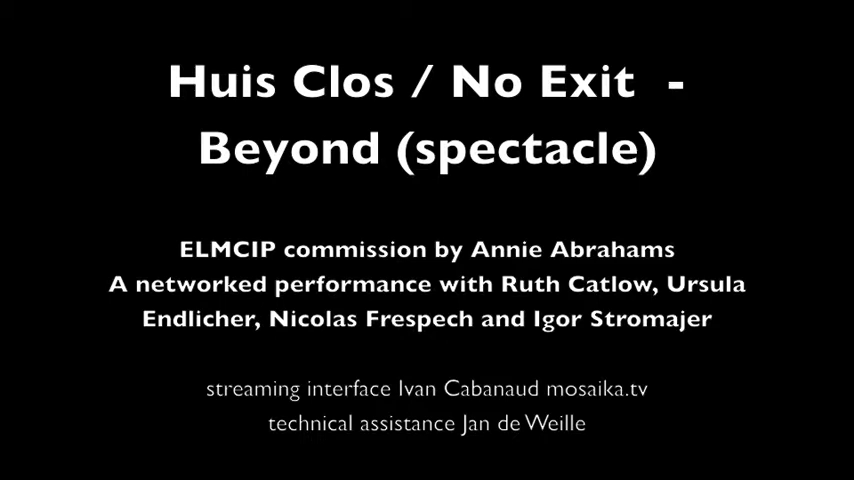 Huis Clos / No Exit -
Beyond (spectacle)
ELMCIP commission by Annie Abrahams
A networked performance with Ruth Catlow, Ursula
Endlicher, Nicolas Frespech and Igor Stromajer
streaming interface Ivan Cabanaud mosaika.tv
technical assistance Jan de Weille